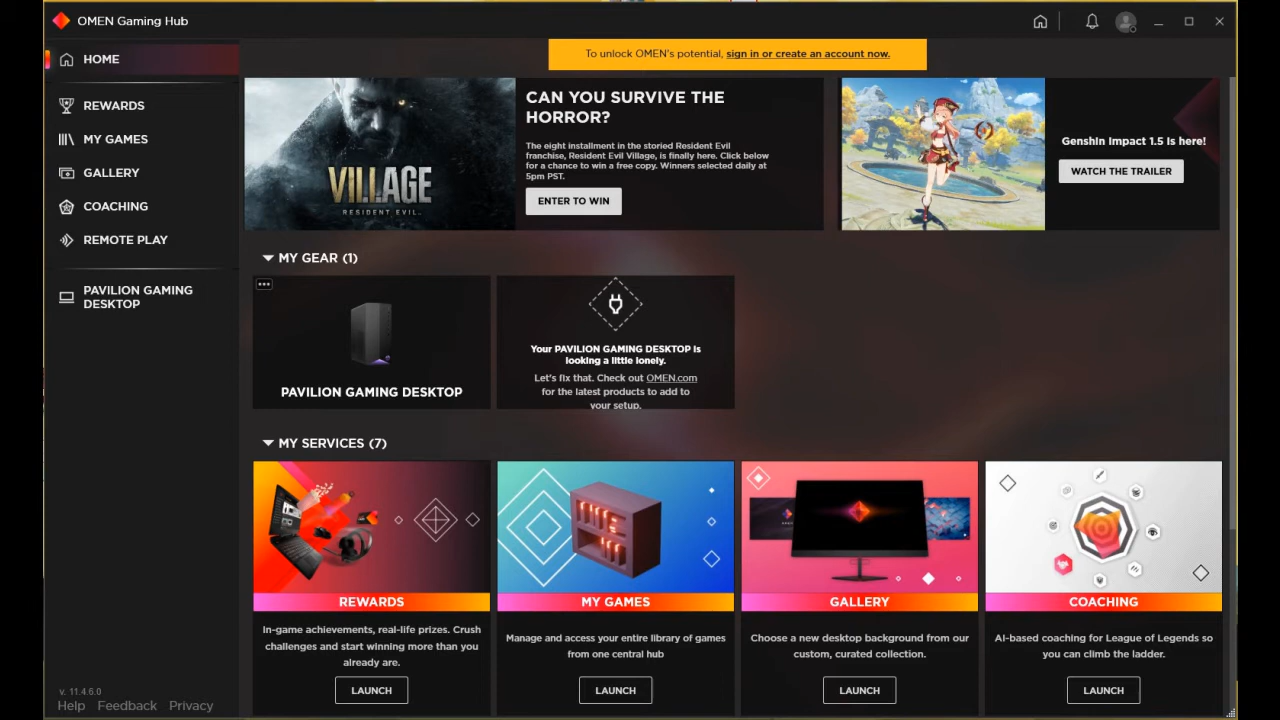 OMEN Gaming Hub
To unlock OMEN's potential, sign in or create an account now.
HOME
REWARDS
MY GAMES
GALLERY
COACHING
REMOTE PLAY
PAVILION GAMING
DESKTOP
v. 11.4.6.0
Help Feedback Privacy
VILLAGE
RESIDENT EVIL.
CAN YOU SURVIVE THE
HORROR?
The eight installment in the storied Resident Evil
franchise, Resident Evil Village, is finally here. Click below
for a chance to win a free copy. Winners selected daily at
5pm PST.
ENTER TO WIN
Genshin Impact 1.5 is here!
WATCH THE TRAILER
MY GEAR (1)
PAVILION GAMING DESKTOP
Your PAVILION GAMING DESKTOP is
looking a little lonely.
Let's fix that. Check out OMEN.com
for the latest products to add to
your setup.
MY SERVICES (7)
REWARDS
In-game achievements, real-life prizes. Crush
challenges and start winning more than you
already are.
LAUNCH
MY GAMES
Manage and access your entire library of games
from one central hub
LAUNCH
GALLERY
Choose a new desktop background from our
custom, curated collection.
LAUNCH
COACHING
AI-based coaching for League of Legends so
you can climb the ladder.
LAUNCH